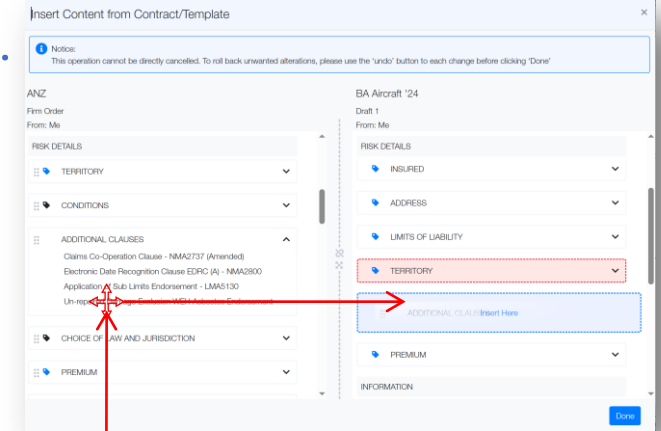 Insert Content from Contract/Template
Notice:
This operation cannot be directly cancelled. To roll back unwanted alterations, please use the 'undo' button to each change before clicking 'Done'
ANZ
Firm Order
From: Me
RISK DETAILS
TERRITORY
CONDITIONS
ADDITIONAL CLAUSES
Claims Co-Operation Clause - NMA2737 (Amended)
Electronic Date Recognition Clause EDRC (A) - NMA2800
Application Sub Limits Endorsement - LMA5130
Exclusion Asbestos Endorsement
CHOICE OF LAW AND JURISDICTION
PREMIUM
BA Aircraft '24
Draft 1
From: Me
RISK DETAILS
INSURED
ADDRESS
LIMITS OF LIABILITY
TERRITORY
ADDITIONAL Insert Here
PREMIUM
INFORMATION
Done